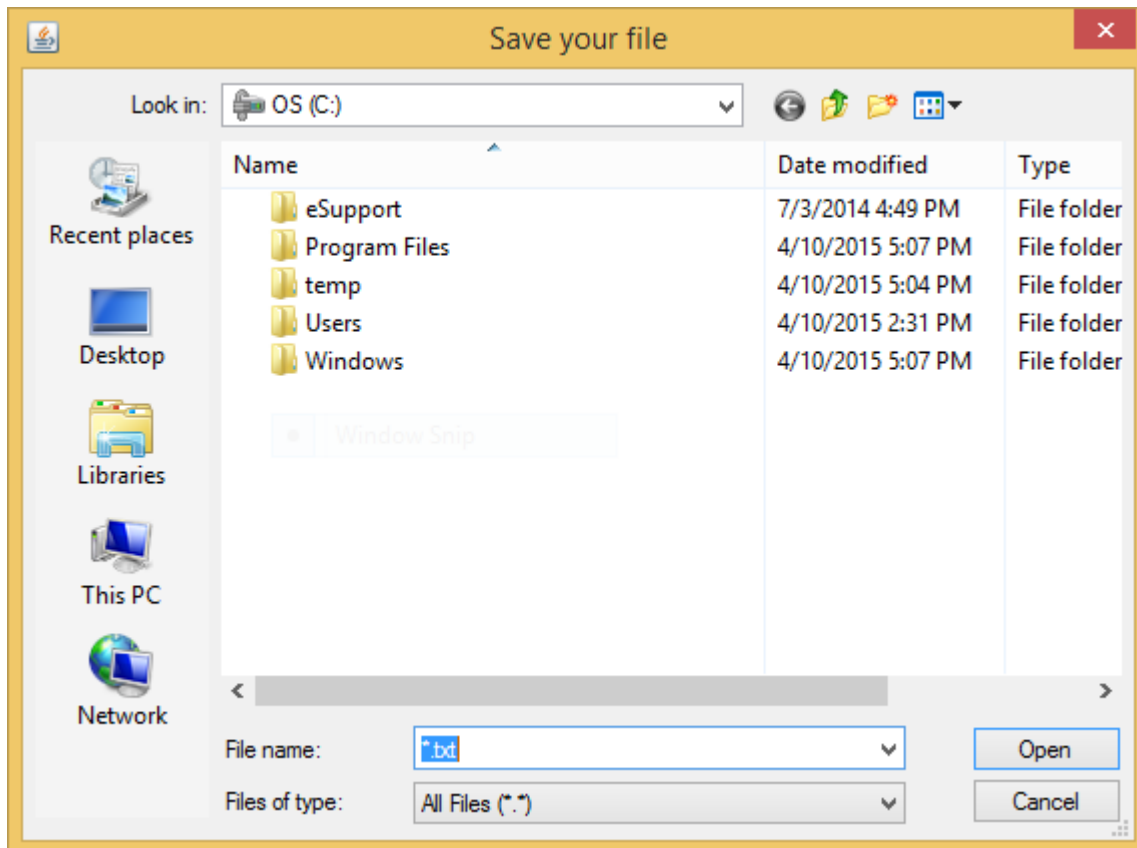 Save your file
Look in: OS (C:)
Name Date modified Type
eSupport 7/3/2014 4:49 PM File folder
Program Files 4/10/2015 5:07 PM File folder
temp 4/10/2015 5:04 PM File folder
Users 4/10/2015 2:31 PM File folder
Windows 4/10/2015 5:07 PM File folder
Window Snip
Recent places
Desktop
Libraries
This PC
Network
File name: *.txt Open
Files of type: All Files (*.*) Cancel